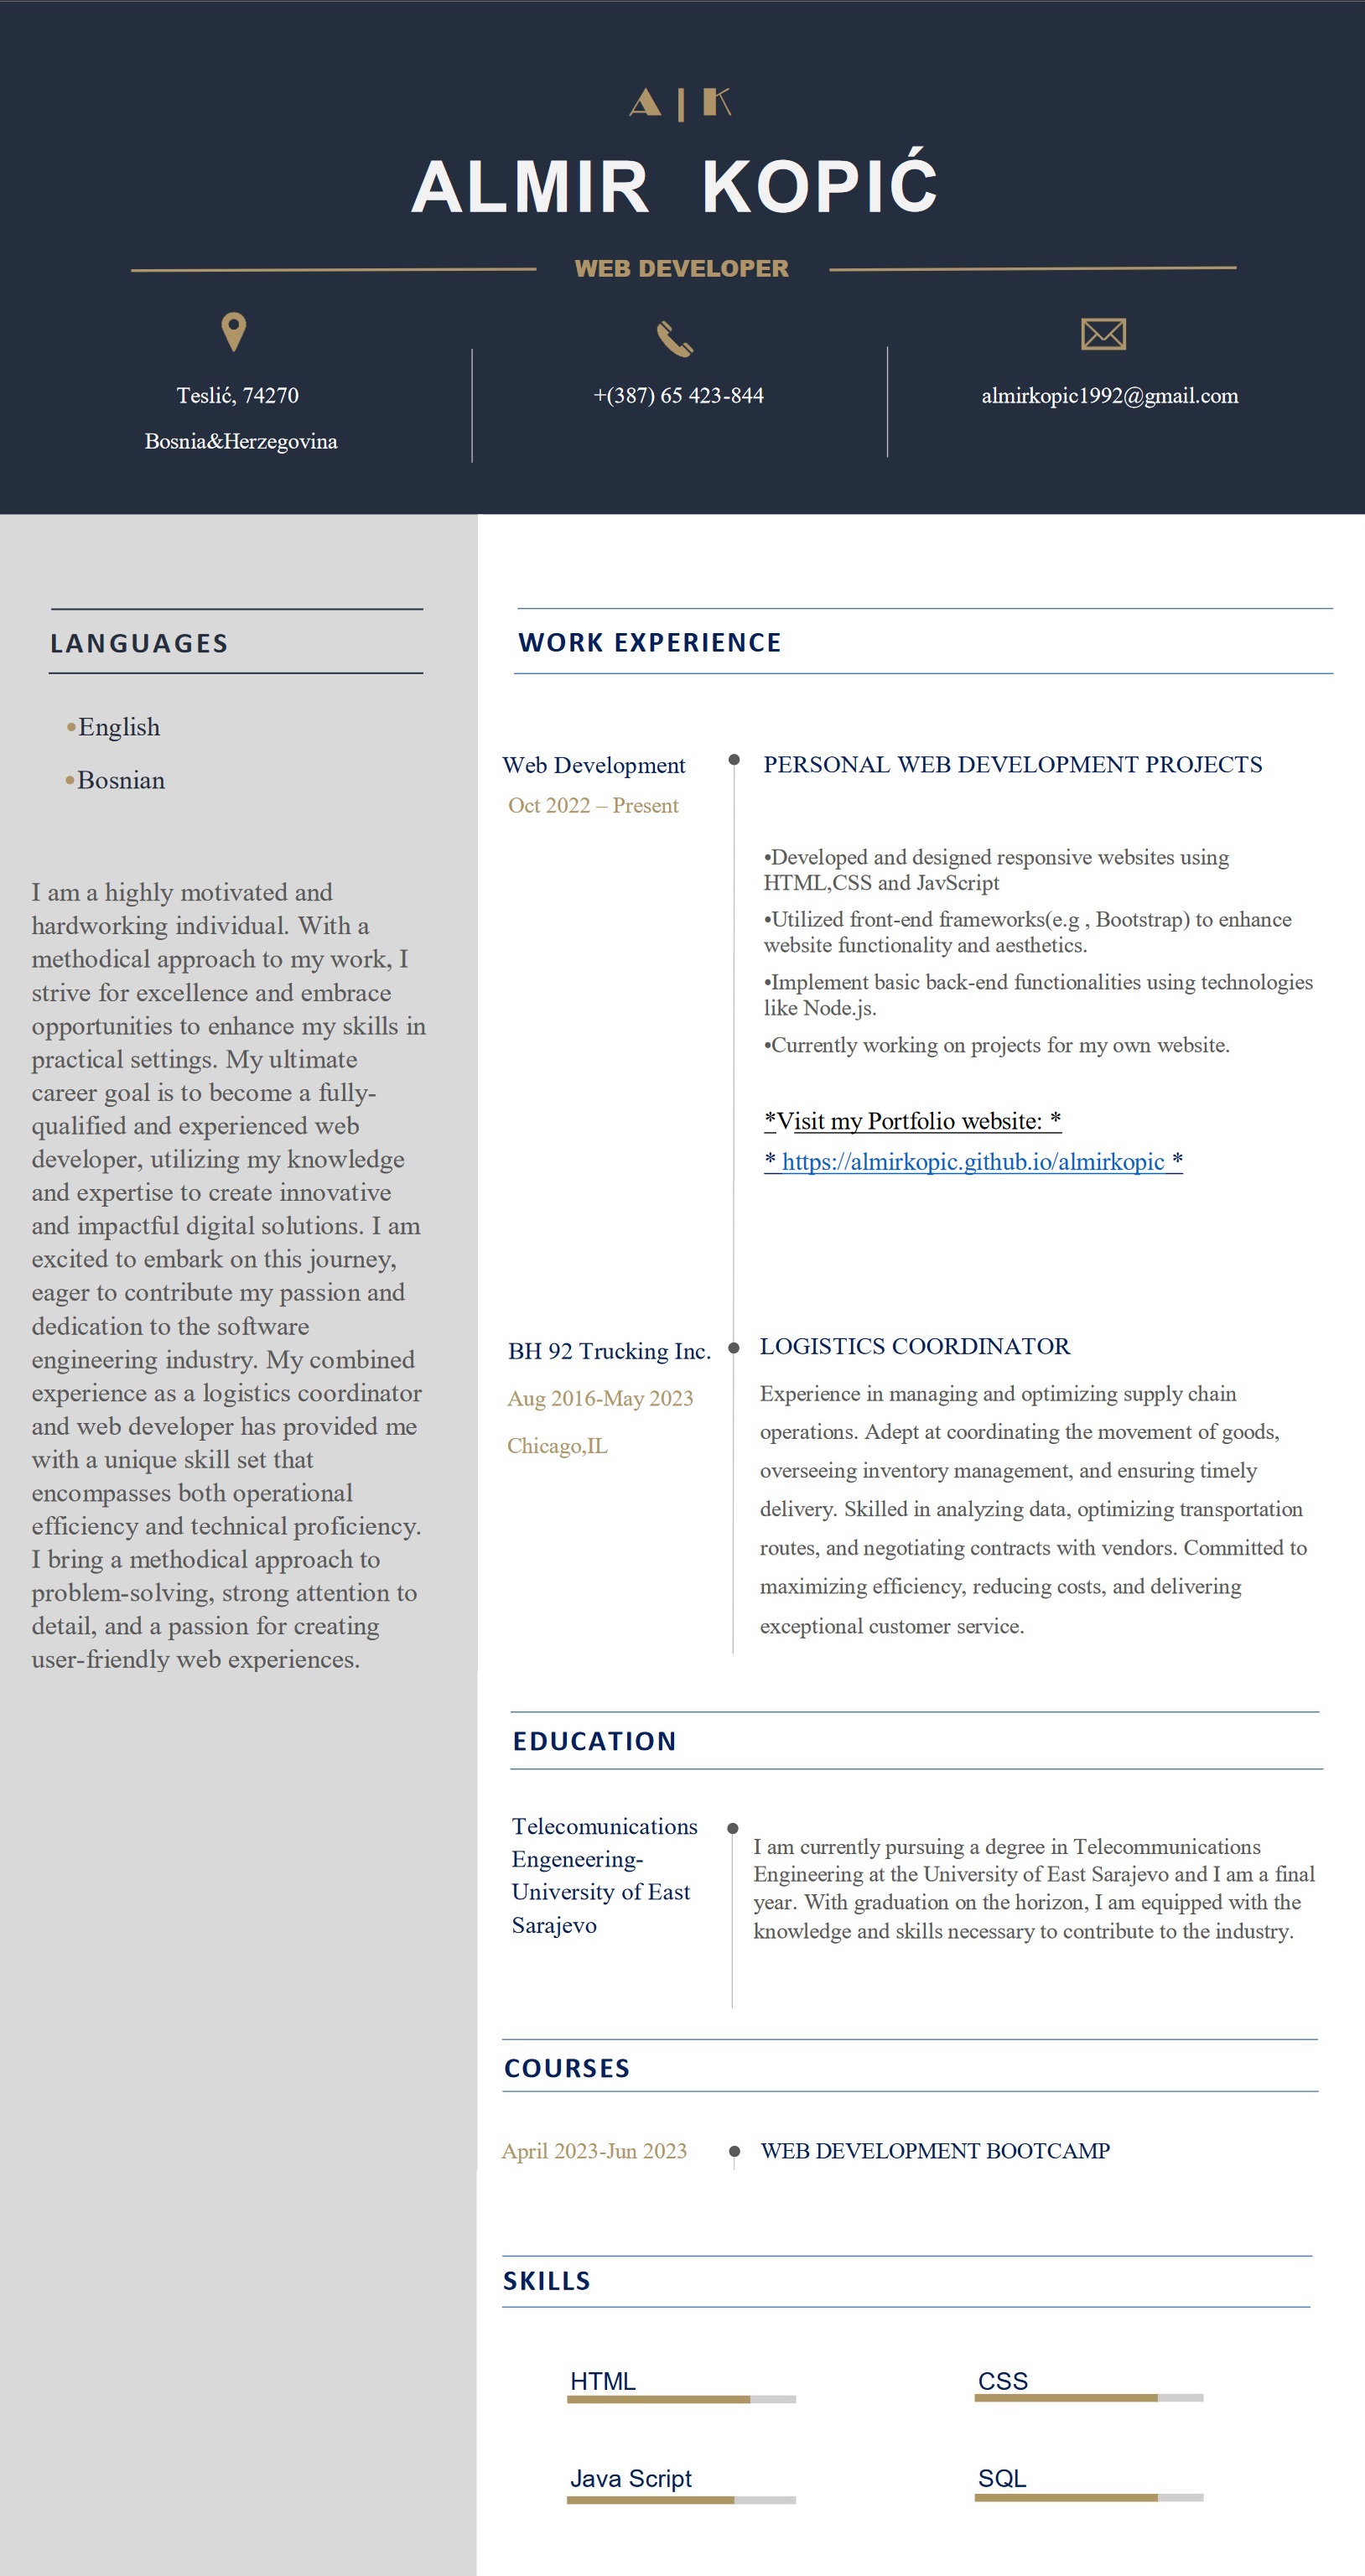 A | K
ALMIR KOPIĆ
WEB DEVELOPER
Teslić, 74270
Bosnia&Herzegovina
+(387) 65 423-844
almirkopic1992@gmail.com
LANGUAGES
•English
•Bosnian
I am a highly motivated and
hardworking individual. With a
methodical approach to my work, I
strive for excellence and embrace
opportunities to enhance my skills in
practical settings. My ultimate
career goal is to become a fully-
qualified and experienced web
developer, utilizing my knowledge
and expertise to create innovative
and impactful digital solutions. I am
excited to embark on this journey,
eager to contribute my passion and
dedication to the software
engineering industry. My combined
experience as a logistics coordinator
and web developer has provided me
with a unique skill set that
encompasses both operational
efficiency and technical proficiency.
I bring a methodical approach to
problem-solving, strong attention to
detail, and a passion for creating
user-friendly web experiences.
WORK EXPERIENCE
Web Development
Oct 2022 – Present
PERSONAL WEB DEVELOPMENT PROJECTS
•Developed and designed responsive websites using
HTML,CSS and JavScript
•Utilized front-end frameworks(e.g , Bootstrap) to enhance
website functionality and aesthetics.
•Implement basic back-end functionalities using technologies
like Node.js.
•Currently working on projects for my own website.
*Visit my Portfolio website: *
* https://almirkopic.github.io/almirkopic *
BH 92 Trucking Inc.
Aug 2016-May 2023
Chicago,IL
LOGISTICS COORDINATOR
Experience in managing and optimizing supply chain
operations. Adept at coordinating the movement of goods,
overseeing inventory management, and ensuring timely
delivery. Skilled in analyzing data, optimizing transportation
routes, and negotiating contracts with vendors. Committed to
maximizing efficiency, reducing costs, and delivering
exceptional customer service.
EDUCATION
Telecomunications
Engeneering-
University of East
Sarajevo
I am currently pursuing a degree in Telecommunications
Engineering at the University of East Sarajevo and I am a final
year. With graduation on the horizon, I am equipped with the
knowledge and skills necessary to contribute to the industry.
COURSES
April 2023-Jun 2023
WEB DEVELOPMENT BOOTCAMP
SKILLS
HTML
CSS
Java Script
SQL